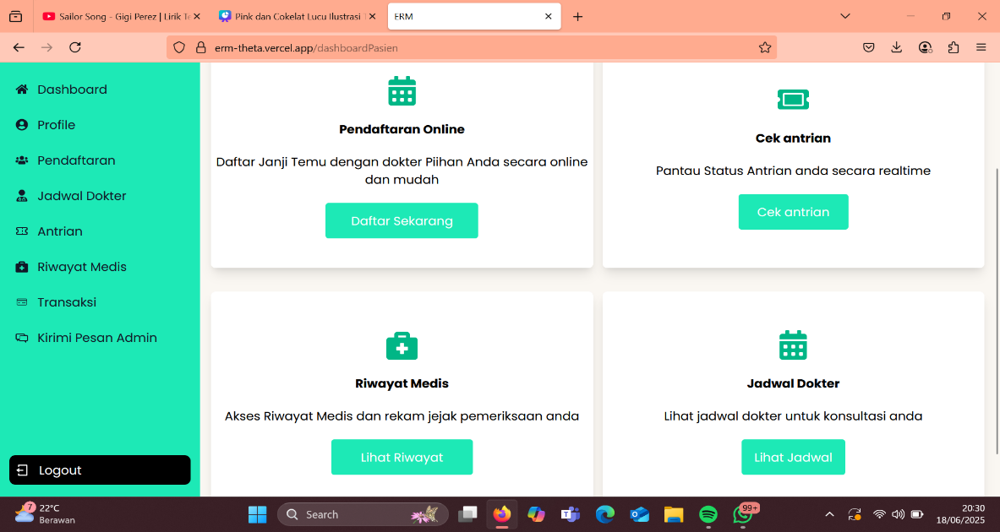 Sailor Song - Gigi Perez | Lirik Te
Pink dan Cokelat Lucu Ilustrasi T
ERM
erm-theta.vercel.app/dashboardPasien
Dashboard
Profile
Pendaftaran
Jadwal Dokter
Antrian
Riwayat Medis
Transaksi
Kirimi Pesan Admin
Logout
Pendaftaran Online
Daftar Janji Temu dengan dokter Piihan Anda secara online
dan mudah
Daftar Sekarang
Cek antrian
Pantau Status Antrian anda secara realtime
Cek antrian
Riwayat Medis
Akses Riwayat Medis dan rekam jejak pemeriksaan anda
Lihat Riwayat
Jadwal Dokter
Lihat jadwal dokter untuk konsultasi anda
Lihat Jadwal
7
22°C
Berawan
Search
99+
20:30
18/06/2025